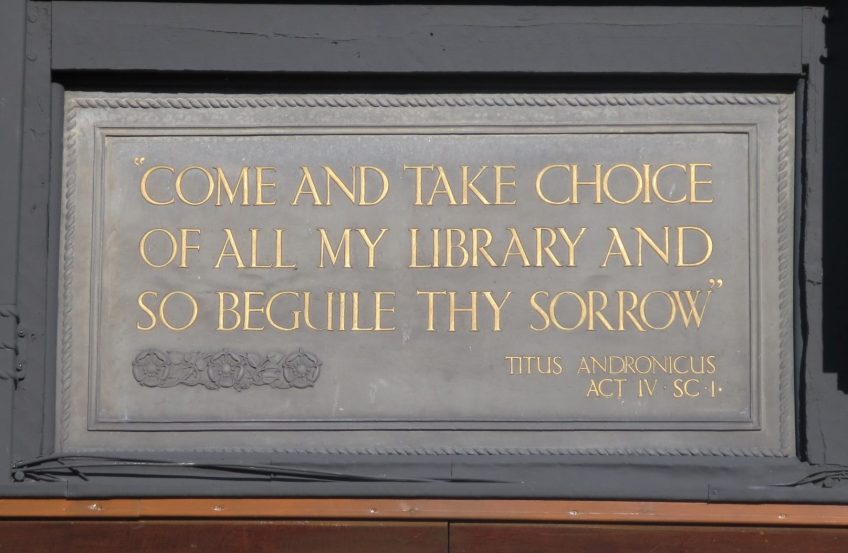 “COME AND TAKE CHOICE
OF ALL MY LIBRARY AND
SO BEGUILE THY SORROW”
TITUS ANDRONICUS
ACT IV · SC · I ·